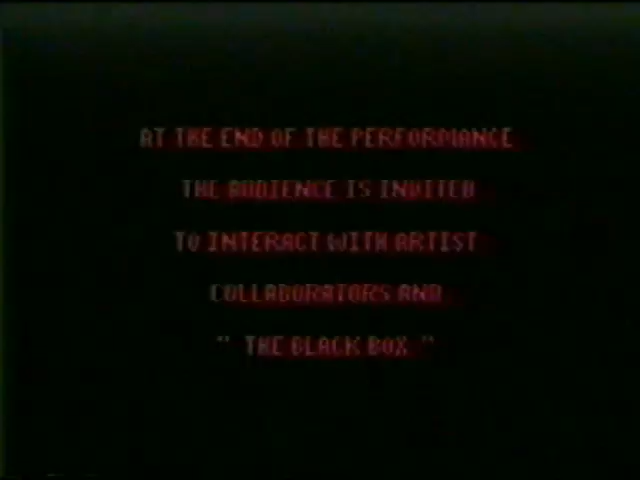 AT THE END OF THE PERFORMANCE
THE AUDIENCE IS INVITED
TO INTERACT WITH ARTIST
COLLABORATORS AND
" THE BLACK BOX "